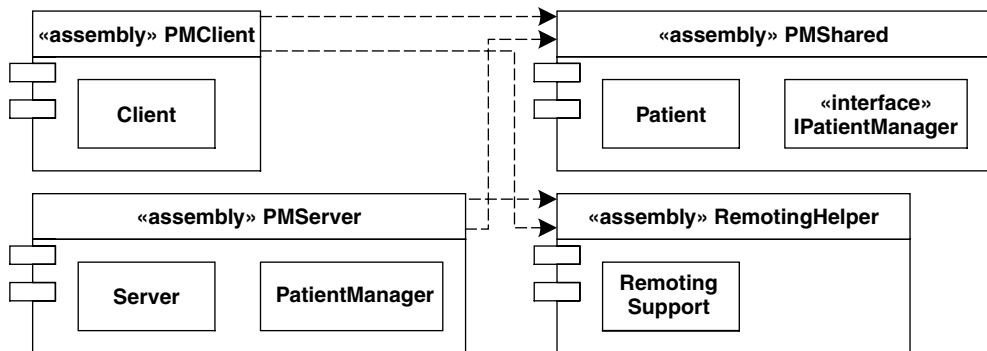 «assembly» PMClient
Client
«assembly» PMShared
Patient
«interface»
IPatientManager
«assembly» PMServer
Server
PatientManager
«assembly» RemotingHelper
Remoting
Support